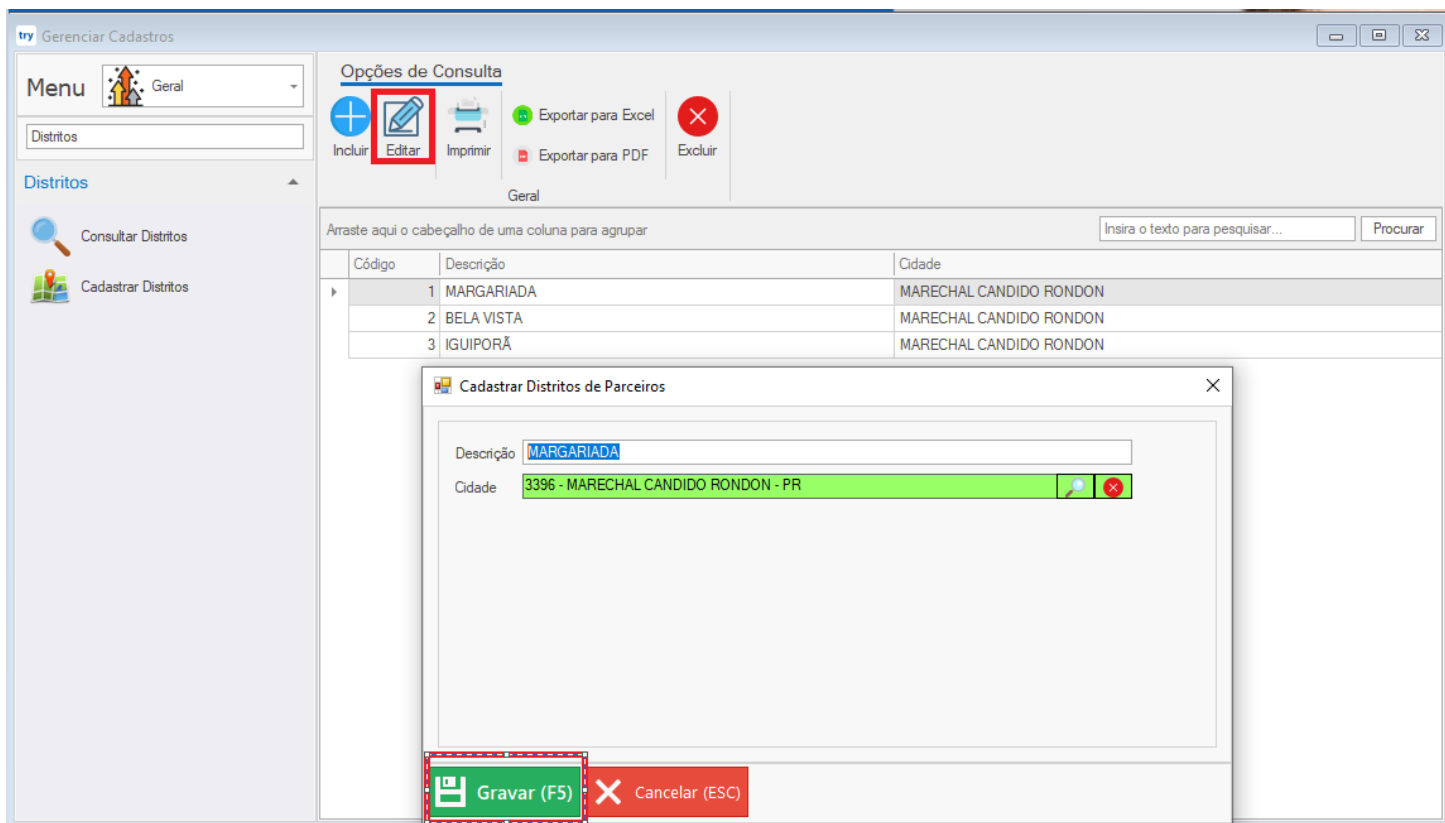 try Gerenciar Cadastros
Menu Geral
Distritos
Distritos
Consultar Distritos
Cadastrar Distritos
Opções de Consulta
Incluir Editar Imprimir Exportar para Excel Exportar para PDF Excluir
Geral
Arraste aqui o cabeçalho de uma coluna para agrupar Insira o texto para pesquisar... Procurar
Código Descrição Cidade
1 MARGARIADA MARECHAL CANDIDO RONDON
2 BELA VISTA MARECHAL CANDIDO RONDON
3 IGUIPORÃ MARECHAL CANDIDO RONDON
Cadastrar Distritos de Parceiros
Descrição MARGARIADA
Cidade 3396 - MARECHAL CANDIDO RONDON - PR
Gravar (F5) Cancelar (ESC)